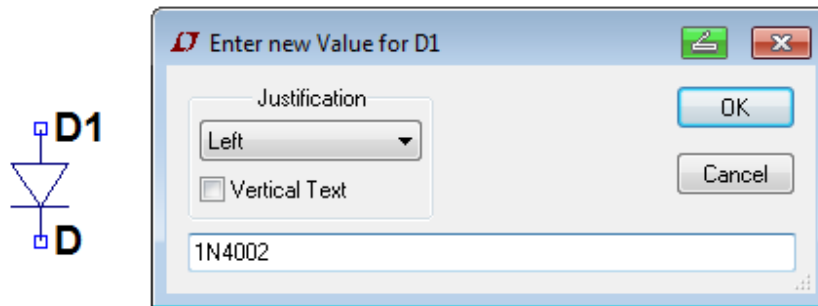 Enter new Value for D1
Justification
Left
Vertical Text
OK
Cancel
1N4002
D1
D